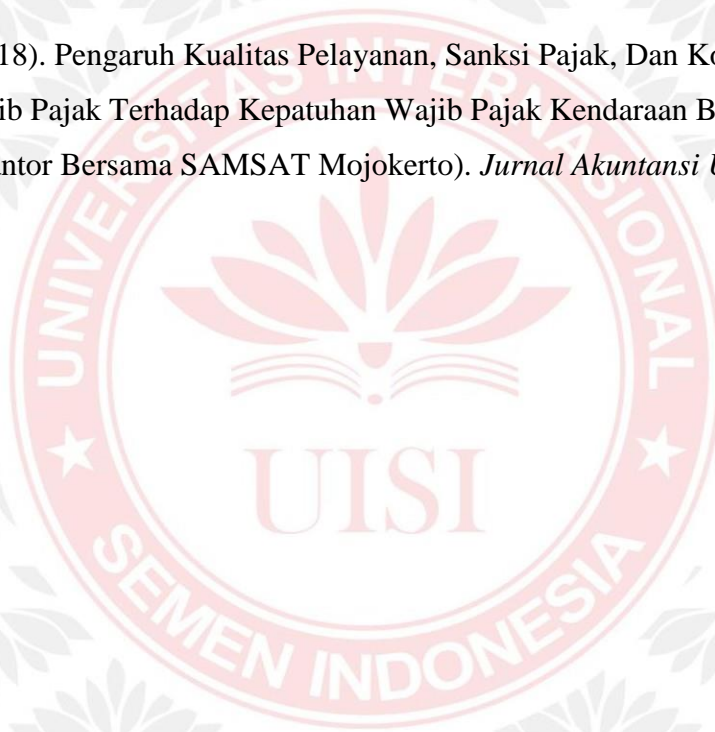 18). Pengaruh Kualitas Pelayanan, Sanksi Pajak, Dan Ko
ib Pajak Terhadap Kepatuhan Wajib Pajak Kendaraan B
antor Bersama SAMSAT Mojokerto). Jurnal Akuntansi U
UNIVERSITAS INTERNASIONAL
UISI
SEMEN INDONESIA